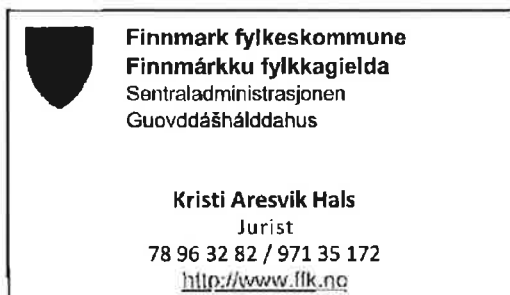 Finnmark fylkeskommune
Finnmárkku fylkkagielda
Sentraladministrasjonen
Guovddášhálddahus
Kristi Aresvik Hals
Jurist
78 96 32 82 / 971 35 172
http://www.ffk.no